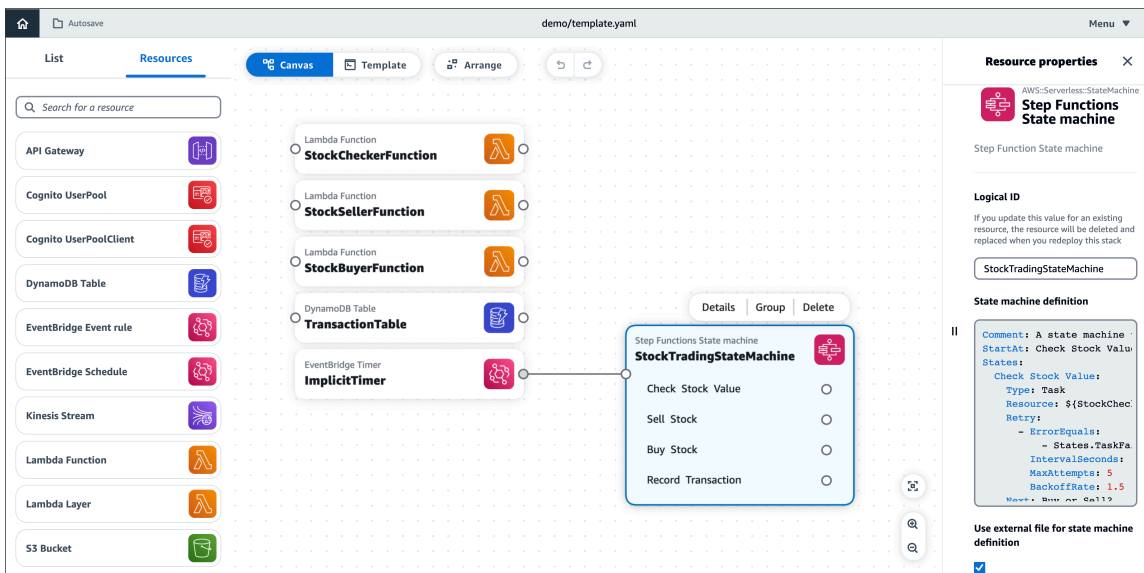 Autosave
demo/template.yaml
Menu ▼
List
Resources
Canvas
Template
Arrange
Search for a resource
API Gateway
Cognito UserPool
Cognito UserPoolClient
DynamoDB Table
EventBridge Event rule
EventBridge Schedule
Kinesis Stream
Lambda Function
Lambda Layer
S3 Bucket
Lambda Function
StockCheckerFunction
Lambda Function
StockSellerFunction
Lambda Function
StockBuyerFunction
DynamoDB Table
TransactionTable
EventBridge Timer
ImplicitTimer
Details
Group
Delete
Step Functions State machine
StockTradingStateMachine
Check Stock Value
Sell Stock
Buy Stock
Record Transaction
Resource properties
AWS::Serverless::StateMachine
Step Functions
State machine
Step Function State machine
Logical ID
If you update this value for an existing
resource, the resource will be deleted and
replaced when you redeploy this stack
StockTradingStateMachine
State machine definition
Comment: A state machine
StartAt: Check Stock Valu
States:
Check Stock Value:
Type: Task
Resource: ${StockChec
Retry:
- ErrorEquals:
- States.TaskFa
IntervalSeconds:
MaxAttempts: 5
BackoffRate: 1.5
Next: Buy or Sell?
Use external file for state machine
definition